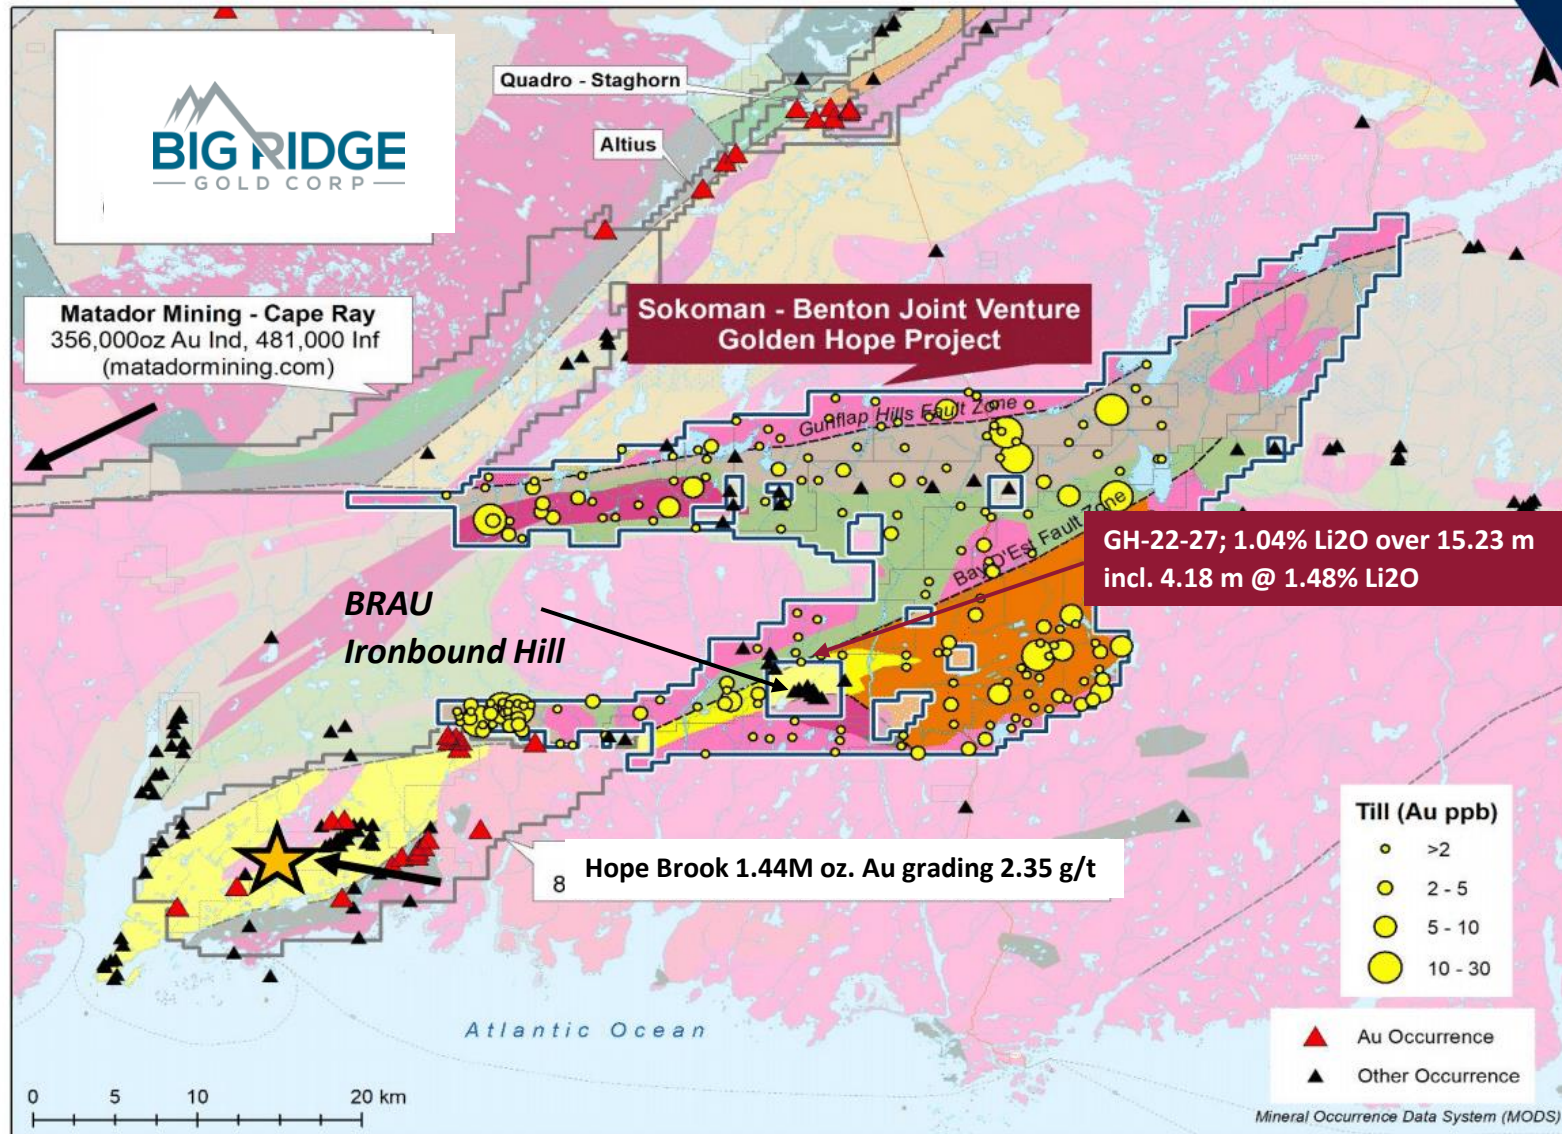 BIG RIDGE
GOLD CORP
Quadro - Staghorn
Altius
Matador Mining - Cape Ray
356,000oz Au Ind, 481,000 Inf
(matadormining.com)
Sokoman - Benton Joint Venture
Golden Hope Project
Gunflap Hills Fault Zone
Bay D'Est Fault Zone
GH-22-27; 1.04% Li2O over 15.23 m
incl. 4.18 m @ 1.48% Li2O
BRAU
Ironbound Hill
8
Hope Brook 1.44M oz. Au grading 2.35 g/t
Till (Au ppb)
>2
2 - 5
5 - 10
10 - 30
Atlantic Ocean
Au Occurrence
Other Occurrence
0 5 10 20 km
Mineral Occurrence Data System (MODS)